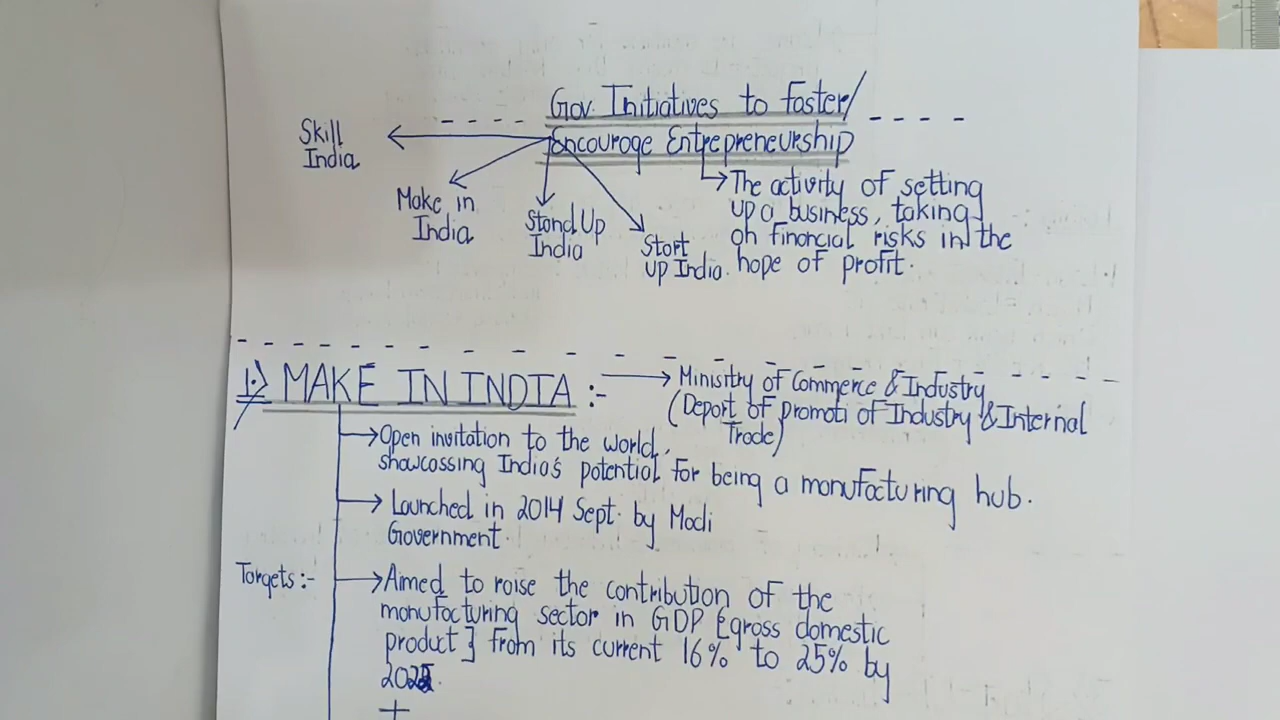 Gov. Initiatives to foster/
Encourage Entrepreneurship
Skill
India
Make in
India
Stand Up
India
Start
up India.
The activity of setting
up a business, taking
on financial risks in the
hope of profit.
1.) MAKE IN INDIA :-
Minisitry of Commerce & Industry
(Depart of promoti of Industry & Internal
Trade)
Open invitation to the world,
showcassing India's potential for being a manufacturing hub.
Launched in 2014 Sept. by Modi
Government.
Targets :-
Aimed to raise the contribution of the
manufacturing sector in GDP [gross domestic
product] from its current 16% to 25% by
+